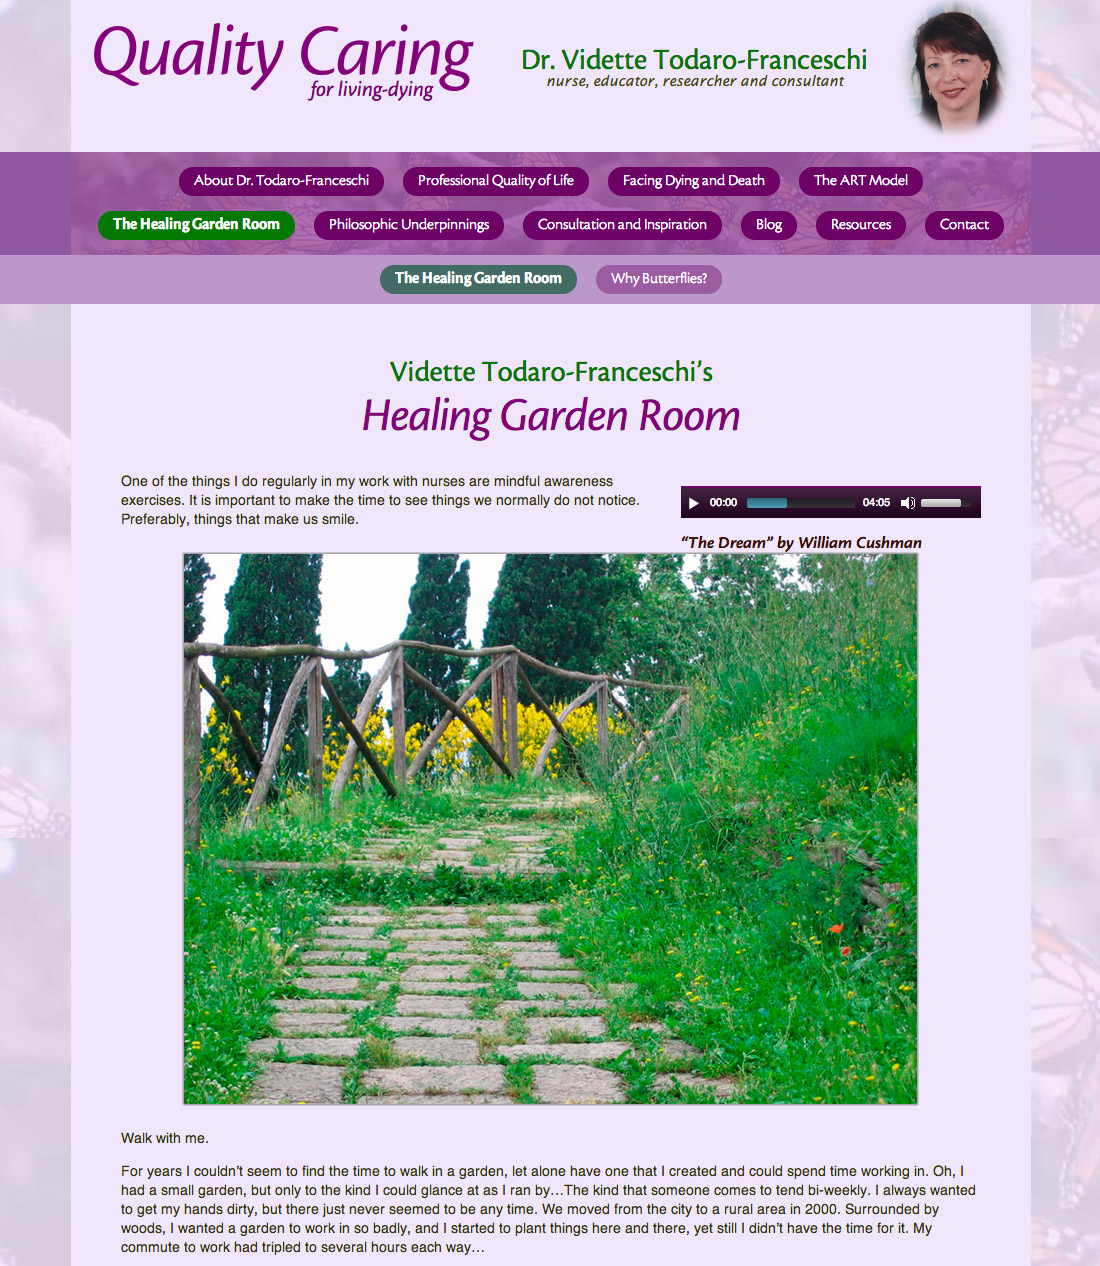 Quality Caring
for living-dying
Dr. Vidette Todaro-Franceschi
nurse, educator, researcher and consultant
About Dr. Todaro-Franceschi
Professional Quality of Life
Facing Dying and Death
The ART Model
The Healing Garden Room
Philosophic Underpinnings
Consultation and Inspiration
Blog
Resources
Contact
The Healing Garden Room
Why Butterflies?
Vidette Todaro-Franceschi’s
Healing Garden Room
One of the things I do regularly in my work with nurses are mindful awareness
exercises. It is important to make the time to see things we normally do not notice.
Preferably, things that make us smile.
00:00
04:05
“The Dream” by William Cushman
Walk with me.
For years I couldn’t seem to find the time to walk in a garden, let alone have one that I created and could spend time working in. Oh, I
had a small garden, but only to the kind I could glance at as I ran by…The kind that someone comes to tend bi-weekly. I always wanted
to get my hands dirty, but there just never seemed to be any time. We moved from the city to a rural area in 2000. Surrounded by
woods, I wanted a garden to work in so badly, and I started to plant things here and there, yet still I didn’t have the time for it. My
commute to work had tripled to several hours each way…